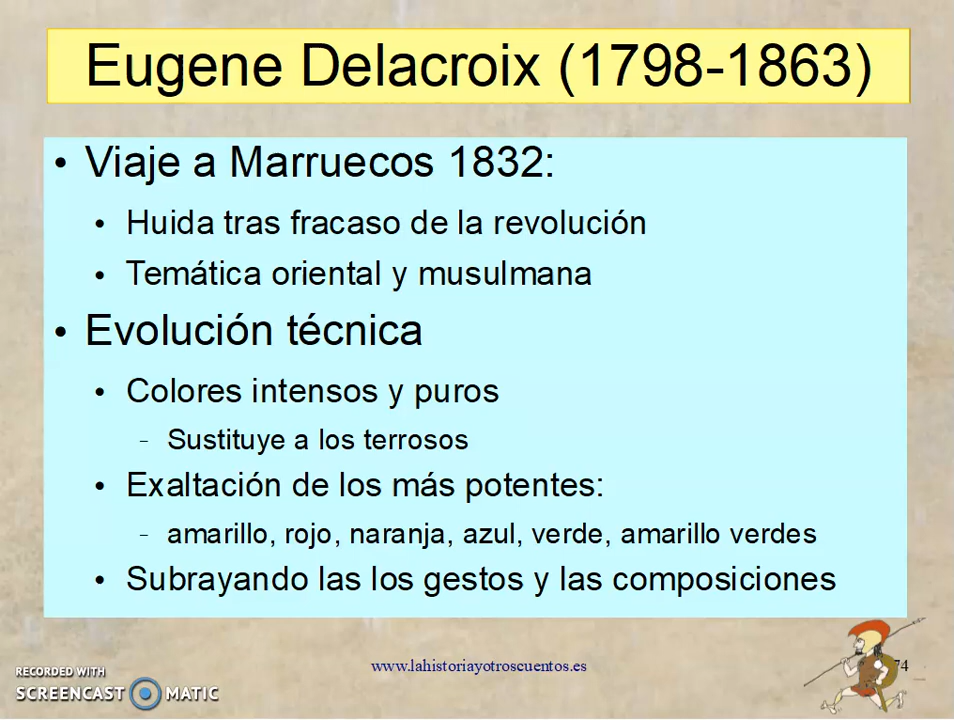 Eugene Delacroix (1798-1863)
• Viaje a Marruecos 1832:
• Huida tras fracaso de la revolución
• Temática oriental y musulmana
• Evolución técnica
• Colores intensos y puros
– Sustituye a los terrosos
• Exaltación de los más potentes:
– amarillo, rojo, naranja, azul, verde, amarillo verdes
• Subrayando las los gestos y las composiciones
www.lahistoriayotroscuentos.es
74
RECORDED WITH
SCREENCAST MATIC